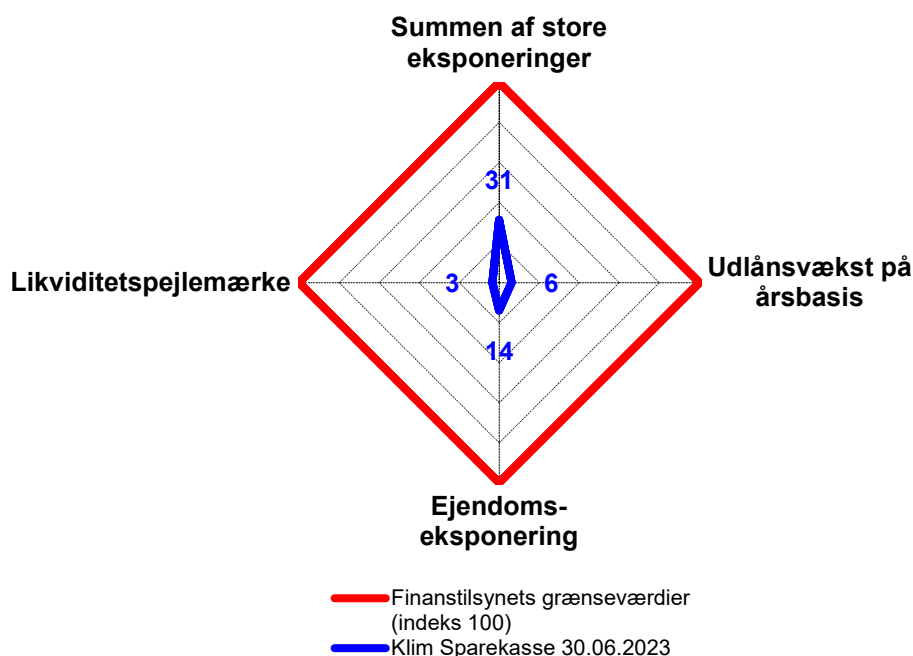 Summen af store
eksponeringer
31
Likviditetspejlemærke
3
6
Udlånsvækst på
årsbasis
14
Ejendoms-
eksponering
Finanstilsynets grænseværdier
(indeks 100)
Klim Sparekasse 30.06.2023